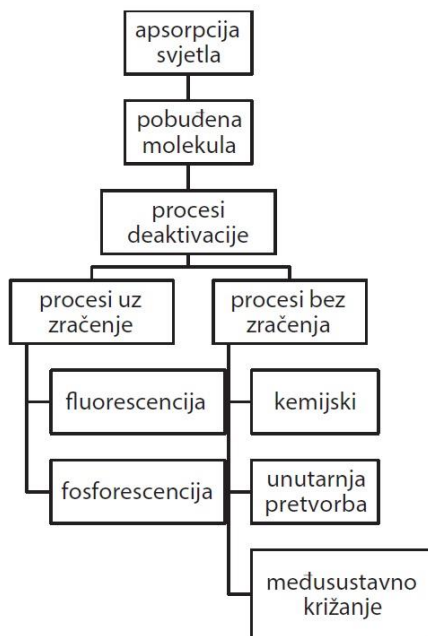 apsorpcija
svjetla
pobuđena
molekula
procesi
deaktivacije
procesi uz
zračenje
procesi bez
zračenja
fluorescencija
kemijski
fosforescencija
unutarnja
pretvorba
međusustavno
križanje